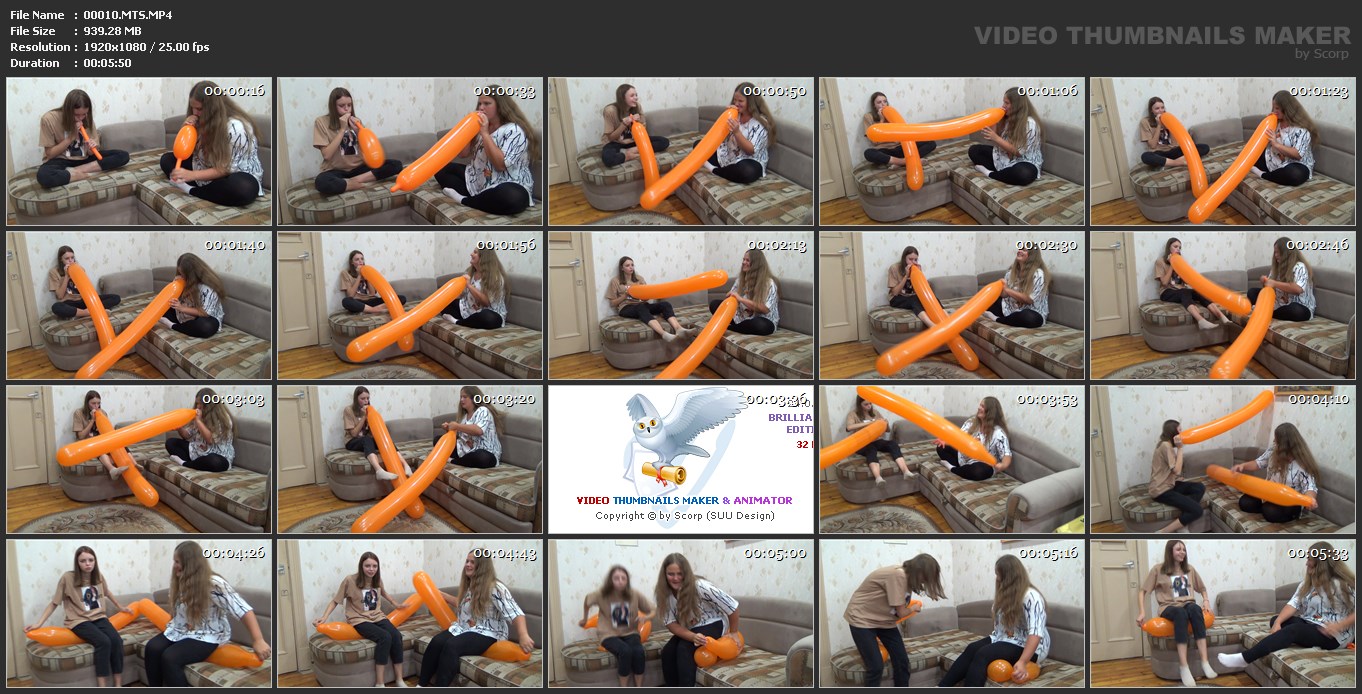 File Name : 00010.MTS.MP4
File Size : 939.28 MB
Resolution : 1920x1080 / 25.00 fps
Duration : 00:05:50
VIDEO THUMBNAILS MAKER
by Scorp
00:00:16
00:00:33
00:00:50
00:01:06
00:01:23
00:01:40
00:01:56
00:02:13
00:02:30
00:02:46
00:03:03
00:03:20
00:03:36
BRILLIA
EDIT
32
VIDEO THUMBNAILS MAKER & ANIMATOR
Copyright © by Scorp (SUU Design)
00:03:53
00:04:10
00:04:26
00:04:43
00:05:00
00:05:16
00:05:33